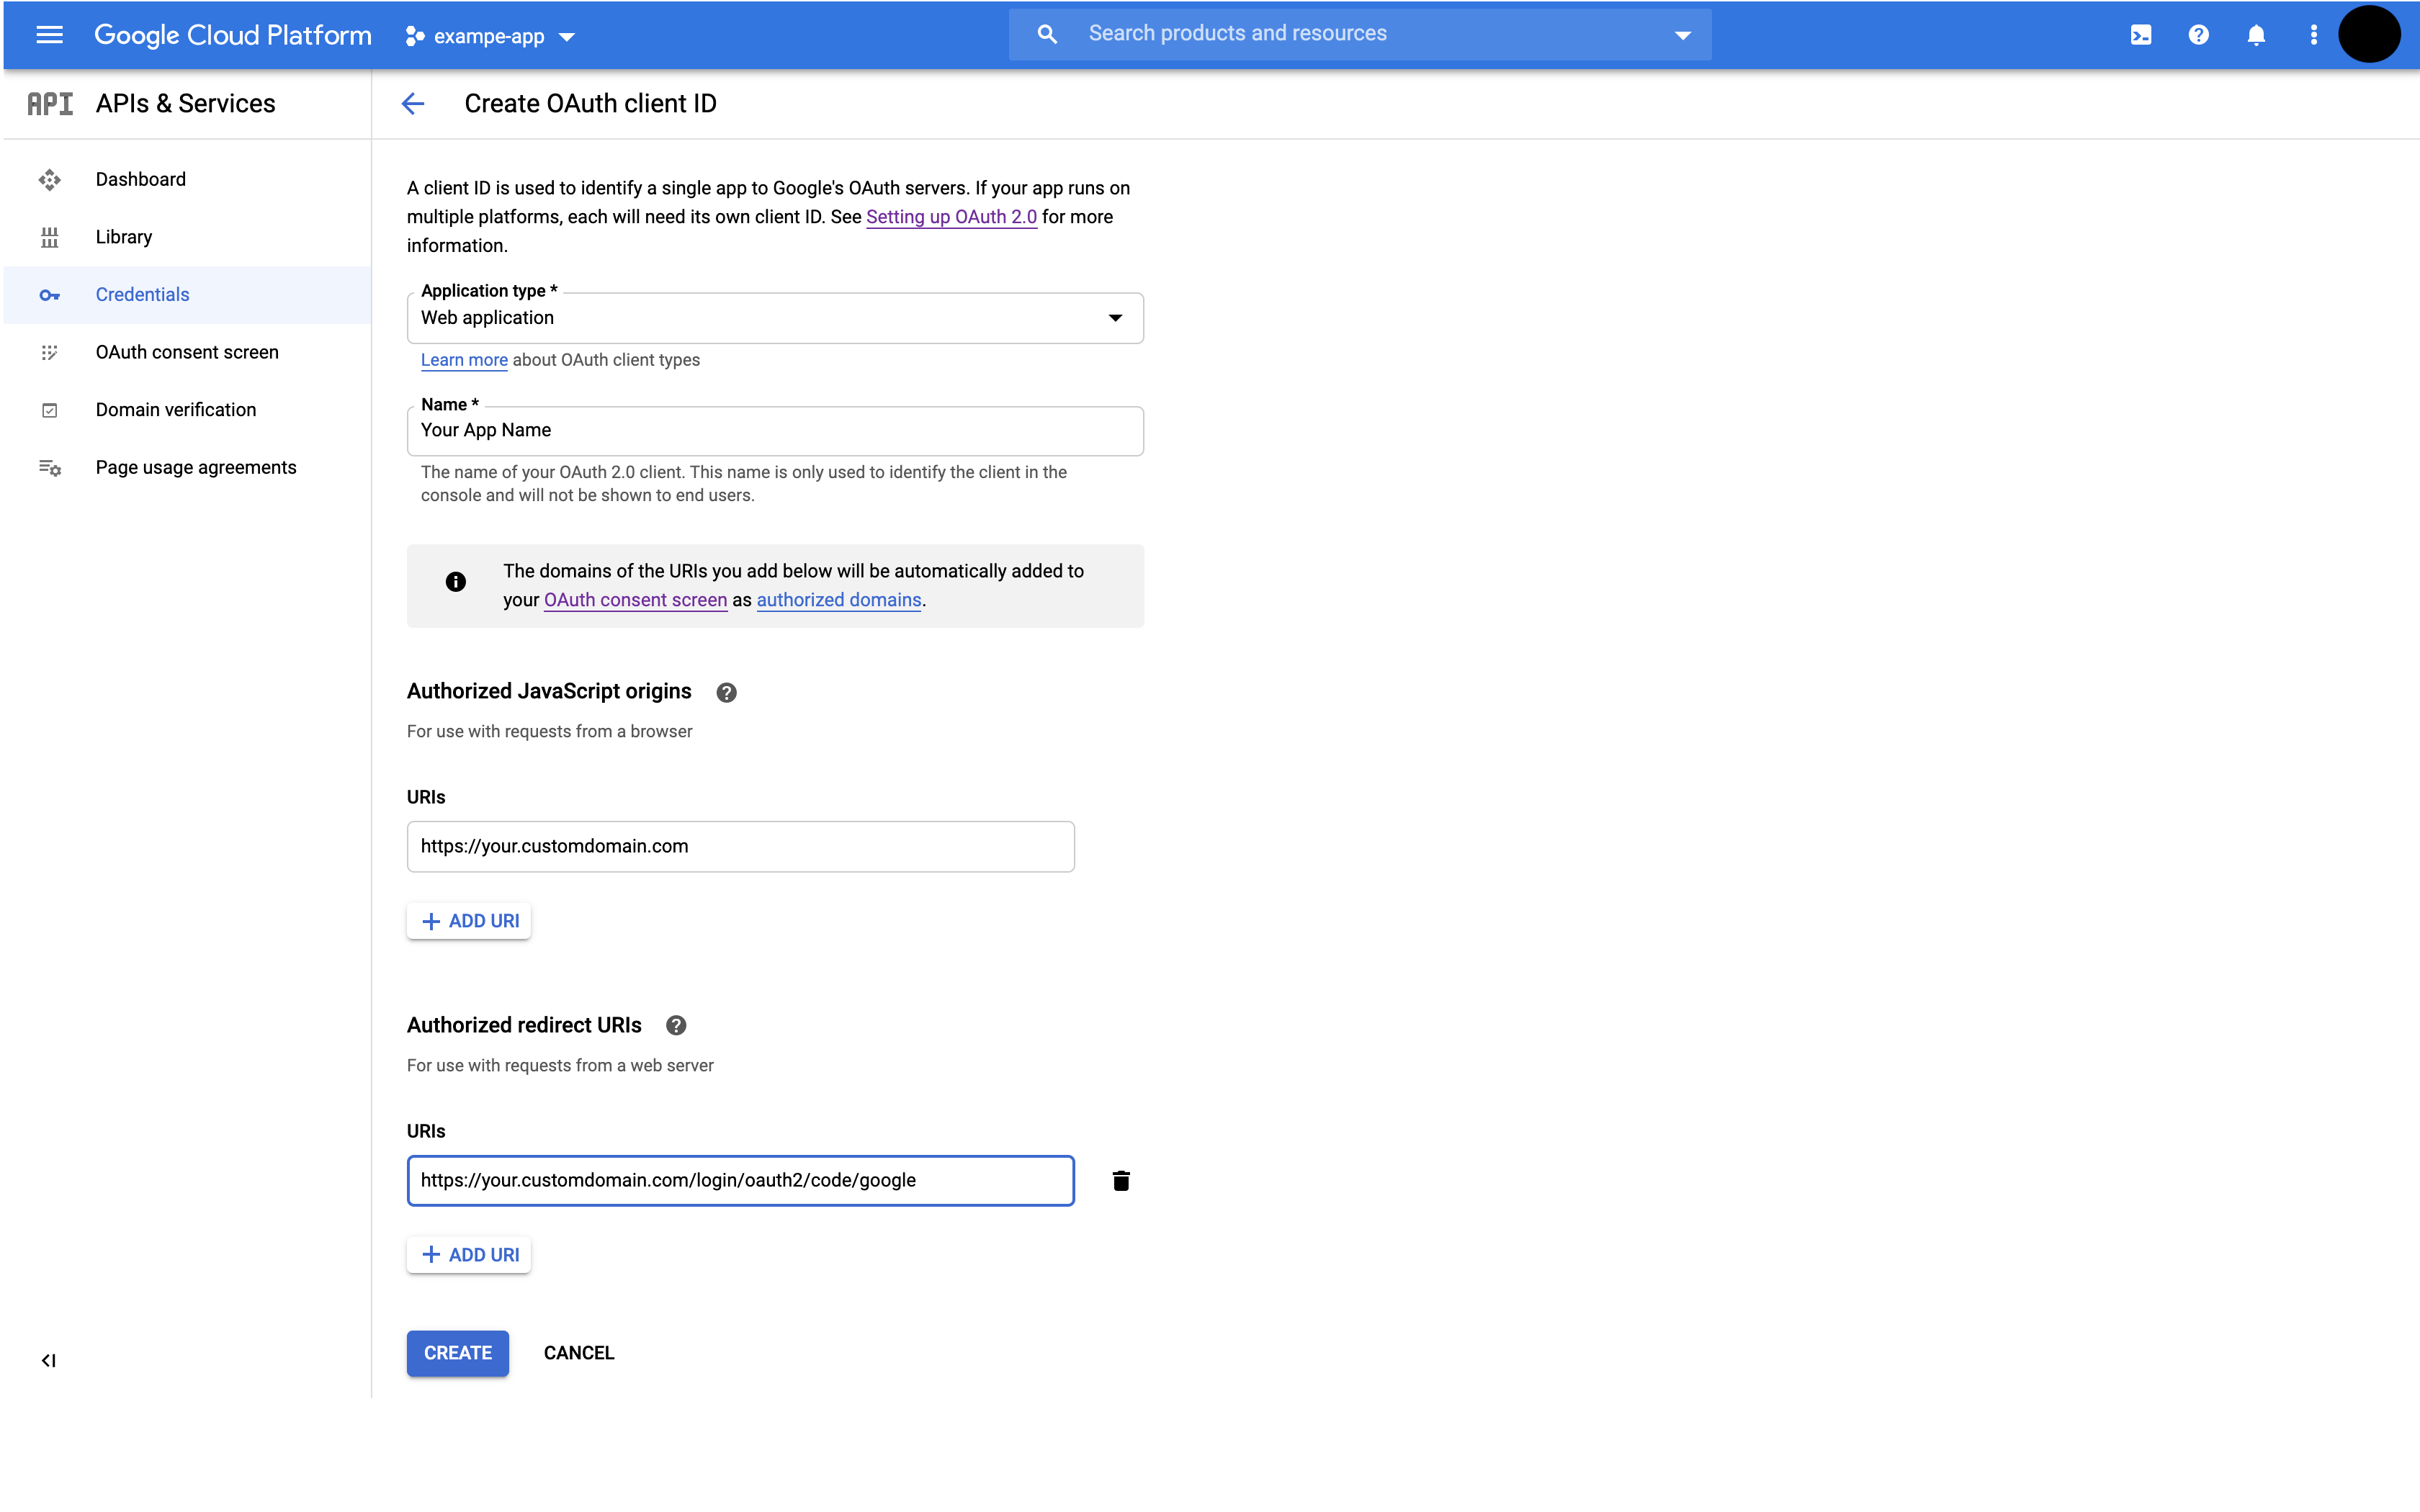 Google Cloud Platform
exampe-app
Search products and resources
API
APIs & Services
Create OAuth client ID
Dashboard
Library
Credentials
OAuth consent screen
Domain verification
Page usage agreements
A client ID is used to identify a single app to Google's OAuth servers. If your app runs on
multiple platforms, each will need its own client ID. See Setting up OAuth 2.0 for more
information.
Application type *
Web application
Learn more about OAuth client types
Name *
Your App Name
The name of your OAuth 2.0 client. This name is only used to identify the client in the
console and will not be shown to end users.
The domains of the URIs you add below will be automatically added to
your OAuth consent screen as authorized domains.
Authorized JavaScript origins
For use with requests from a browser
URIs
https://your.customdomain.com
ADD URI
Authorized redirect URIs
For use with requests from a web server
URIs
https://your.customdomain.com/login/oauth2/code/google
ADD URI
CREATE
CANCEL